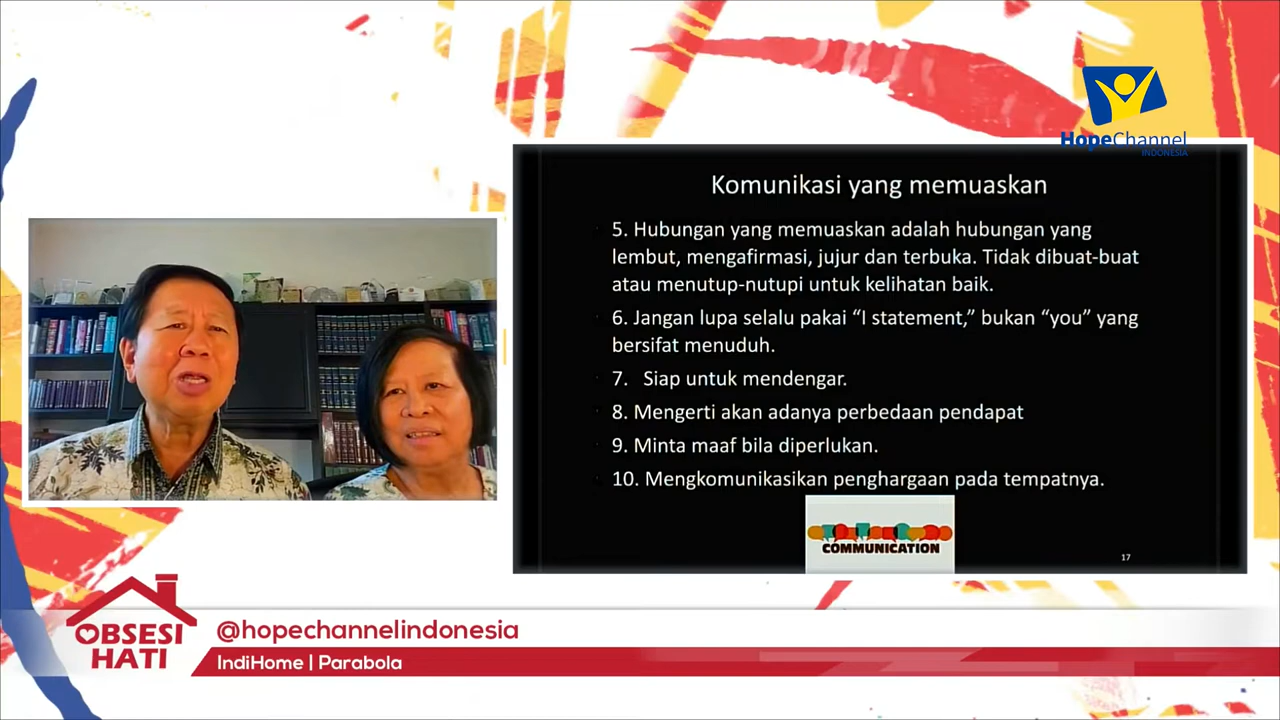 HopeChannel
INDONESIA
Komunikasi yang memuaskan
5. Hubungan yang memuaskan adalah hubungan yang
lembut, mengafirmasi, jujur dan terbuka. Tidak dibuat-buat
atau menutup-nutupi untuk kelihatan baik.
6. Jangan lupa selalu pakai “I statement,” bukan “you” yang
bersifat menuduh.
7. Siap untuk mendengar.
8. Mengerti akan adanya perbedaan pendapat
9. Minta maaf bila diperlukan.
10. Mengkomunikasikan penghargaan pada tempatnya.
COMMUNICATION
17
OBSESI
HATI
@hopechannelindonesia
IndiHome | Parabola